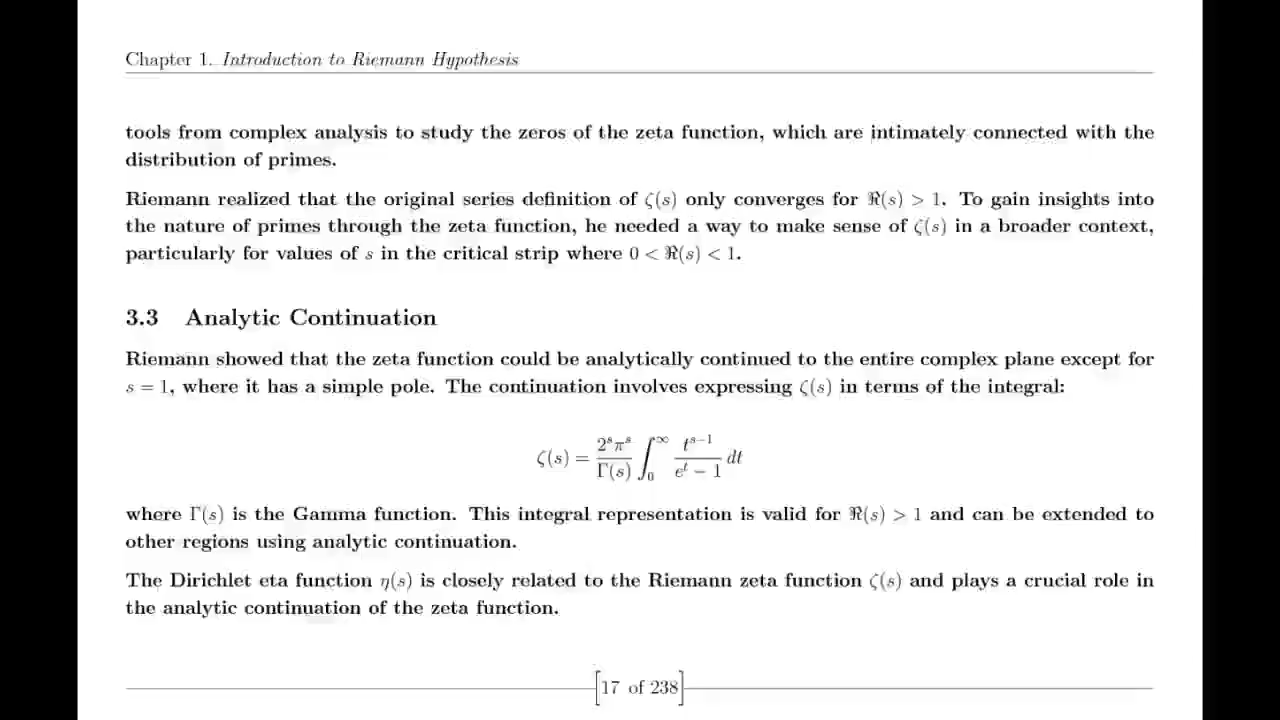 Chapter 1. Introduction to Riemann Hypothesis
tools from complex analysis to study the zeros of the zeta function, which are intimately connected with the
distribution of primes.
Riemann realized that the original series definition of ζ(s) only converges for ℜ(s) > 1. To gain insights into
the nature of primes through the zeta function, he needed a way to make sense of ζ(s) in a broader context,
particularly for values of s in the critical strip where 0 < ℜ(s) < 1.
3.3 Analytic Continuation
Riemann showed that the zeta function could be analytically continued to the entire complex plane except for
s = 1, where it has a simple pole. The continuation involves expressing ζ(s) in terms of the integral:
ζ(s) = \frac{2^s π^s}{Γ(s)} \int_0^∞ \frac{t^{s-1}}{e^t - 1} dt
where Γ(s) is the Gamma function. This integral representation is valid for ℜ(s) > 1 and can be extended to
other regions using analytic continuation.
The Dirichlet eta function η(s) is closely related to the Riemann zeta function ζ(s) and plays a crucial role in
the analytic continuation of the zeta function.
[17 of 238]